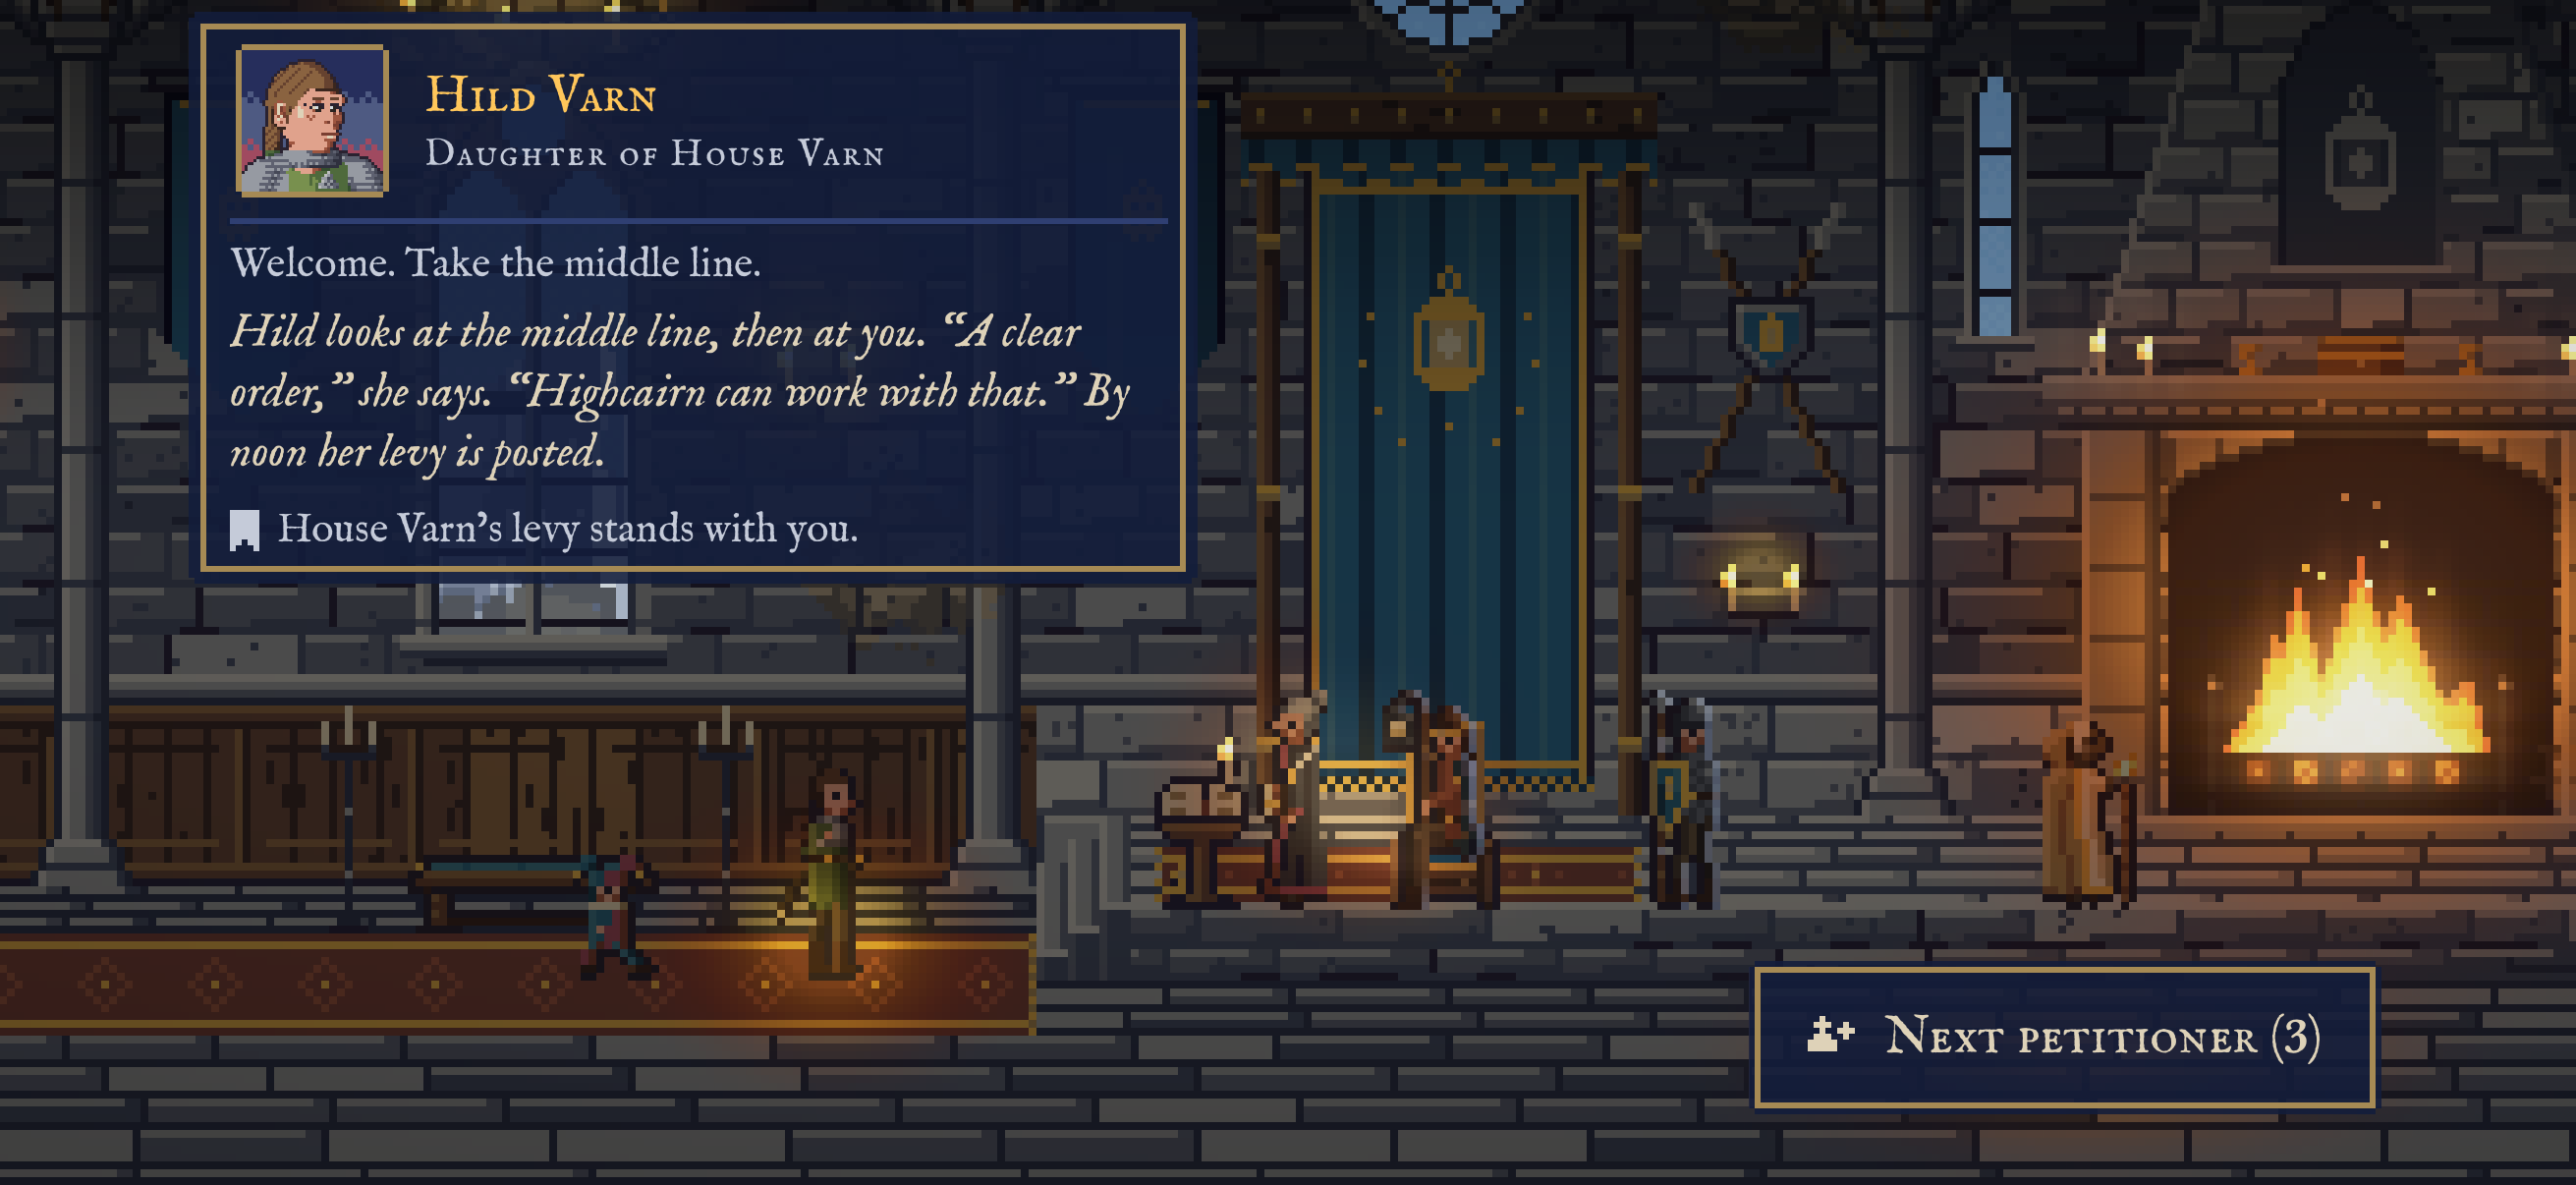 Hild Varn
Daughter of House Varn
Welcome. Take the middle line.
Hild looks at the middle line, then at you. “A clear
order,” she says. “Highcairn can work with that.” By
noon her levy is posted.
House Varn’s levy stands with you.
Next petitioner (3)